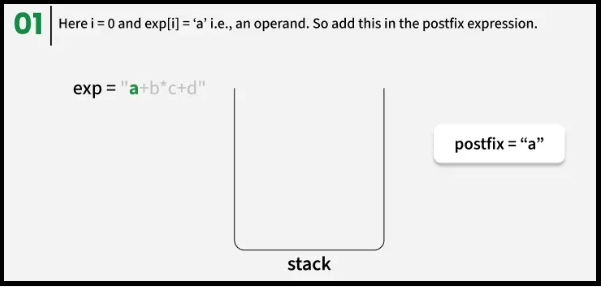 01 Here i = 0 and exp[i] = ‘a’ i.e., an operand. So add this in the postfix expression.
exp = "a+b*c+d"
postfix = “a”
stack